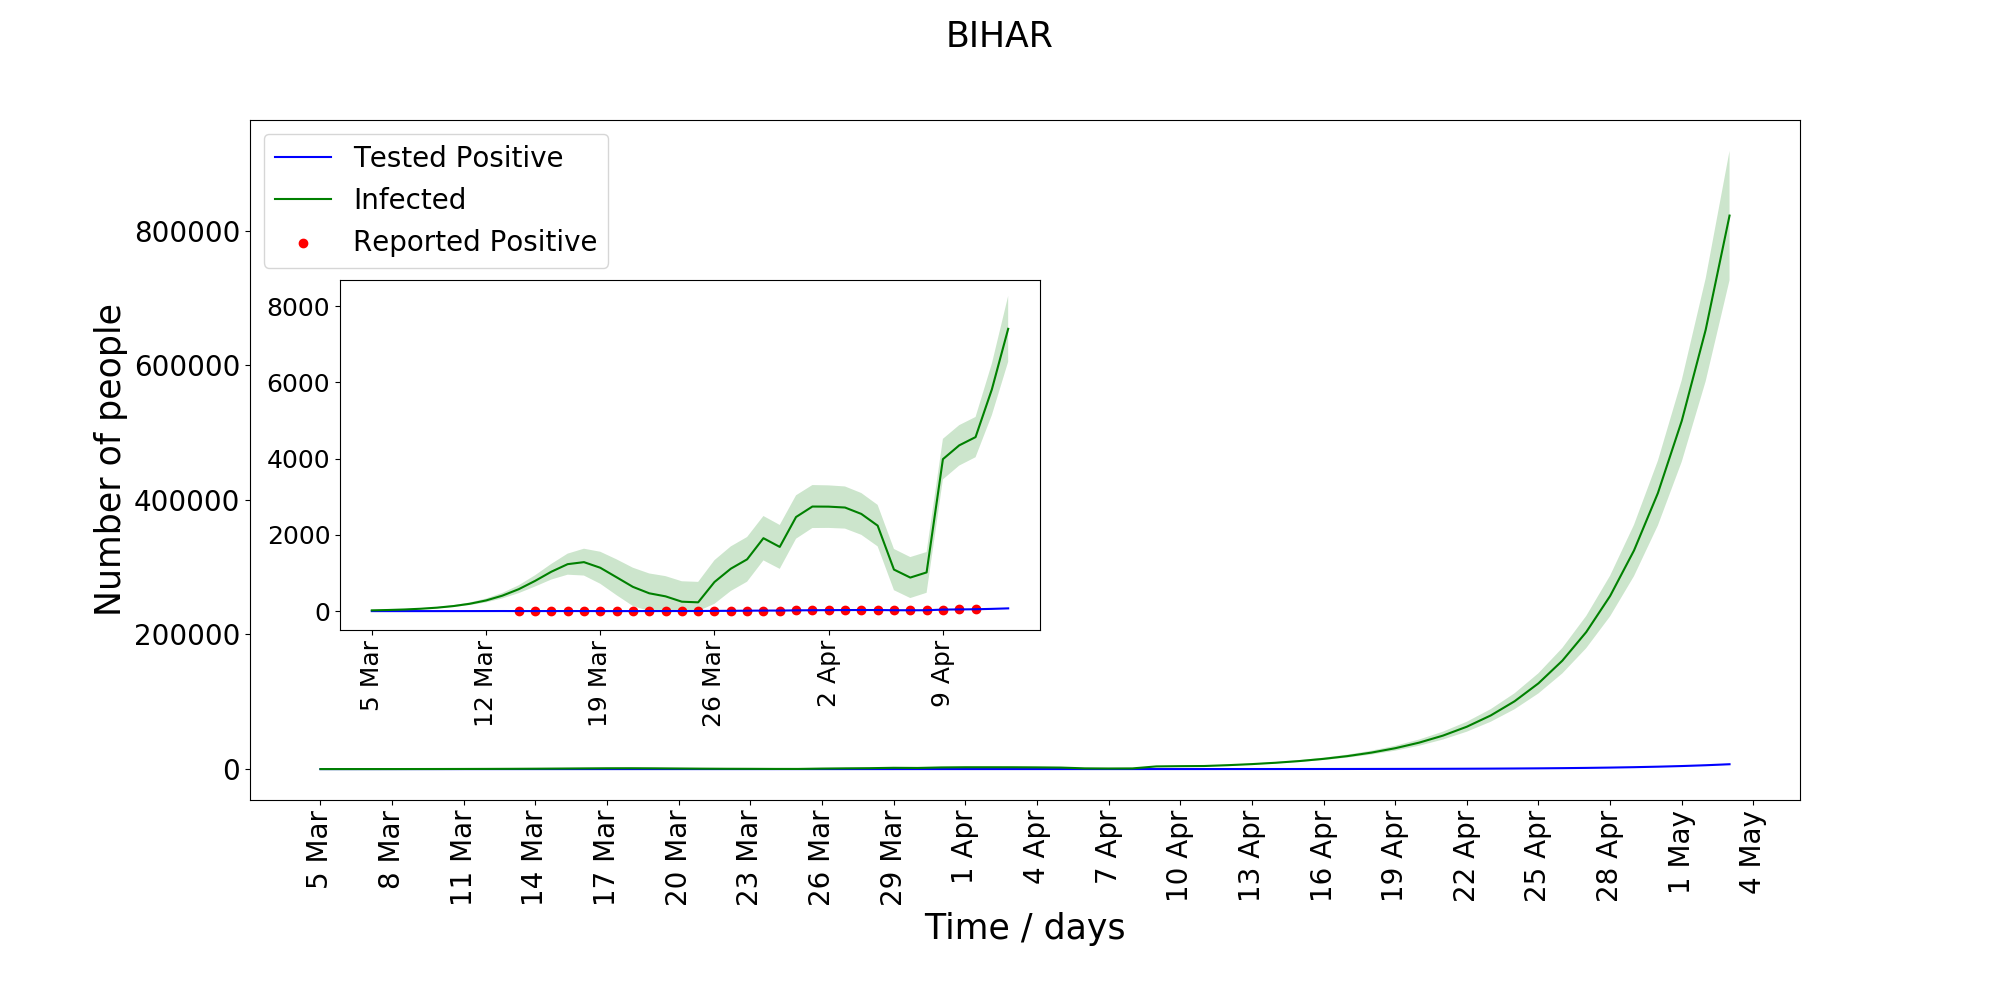 BIHAR
Tested Positive
Infected
Reported Positive
Number of people
800000
600000
400000
200000
0
8000
6000
4000
2000
0
5 Mar
12 Mar
19 Mar
26 Mar
2 Apr
9 Apr
5 Mar
8 Mar
11 Mar
14 Mar
17 Mar
20 Mar
23 Mar
26 Mar
29 Mar
1 Apr
4 Apr
7 Apr
10 Apr
13 Apr
16 Apr
19 Apr
22 Apr
25 Apr
28 Apr
1 May
4 May
Time / days